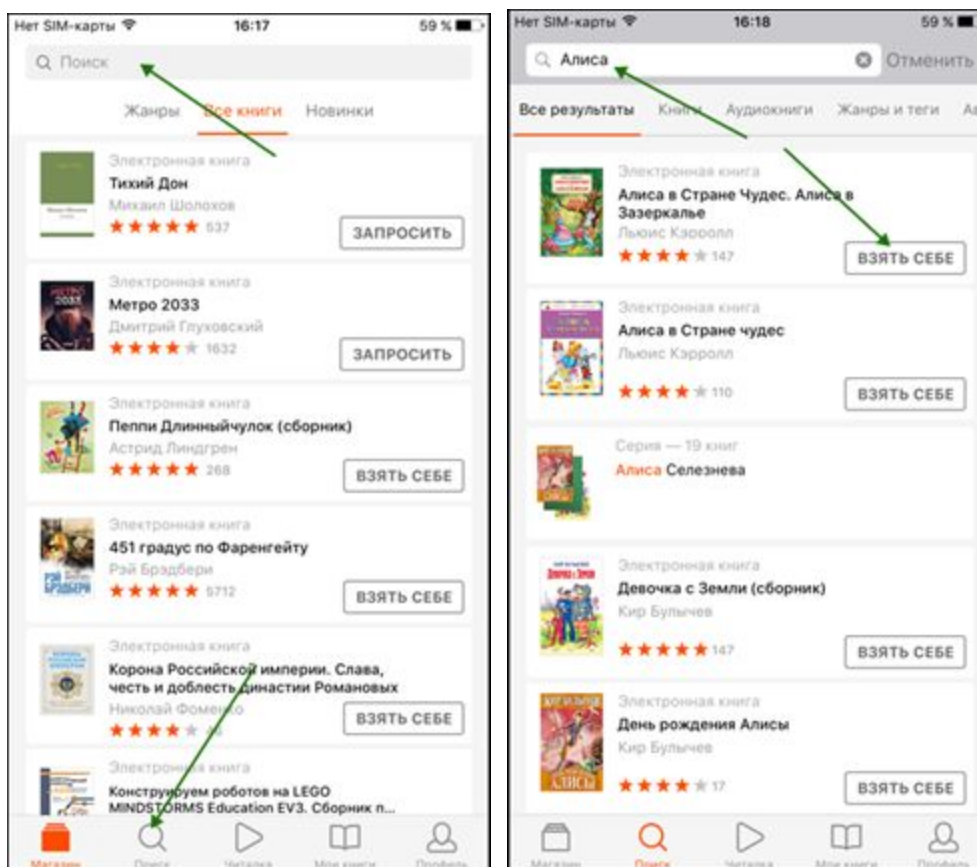 Нет SIM-карты 16:17 59 %
Поиск
Жанры Все книги Новинки
Электронная книга
Тихий Дон
Михаил Шолохов
537
ЗАПРОСИТЬ
МЕТРО
2033
Электронная книга
Метро 2033
Дмитрий Глуховский
1632
ЗАПРОСИТЬ
Электронная книга
Пеппи Длинныйчулок (сборник)
Астрид Линдгрен
268
ВЗЯТЬ СЕБЕ
РЭЙ
БРЭДБЕРИ
Электронная книга
451 градус по Фаренгейту
Рэй Брэдбери
5712
ВЗЯТЬ СЕБЕ
Электронная книга
Корона Российской империи. Слава,
честь и доблесть династии Романовых
Николай Фоменко
ВЗЯТЬ СЕБЕ
Электронная книга
Конструируем роботов на LEGO
MINDSTORMS Education EV3. Сборник п...
Магазин Поиск Читалка Мои книги Профиль
Нет SIM-карты 16:18 59 %
Алиса Отменить
Все результаты Книги Аудиокниги Жанры и теги
Электронная книга
Алиса в Стране Чудес. Алиса в
Зазеркалье
Льюис Кэрролл
147
ВЗЯТЬ СЕБЕ
Электронная книга
Алиса в Стране чудес
Льюис Кэрролл
110
ВЗЯТЬ СЕБЕ
Серия — 19 книг
Алиса Селезнева
Электронная книга
Девочка с Земли (сборник)
Кир Булычев
147
ВЗЯТЬ СЕБЕ
Электронная книга
День рождения Алисы
Кир Булычев
17
ВЗЯТЬ СЕБЕ
Магазин Поиск Читалка Мои книги Профиль